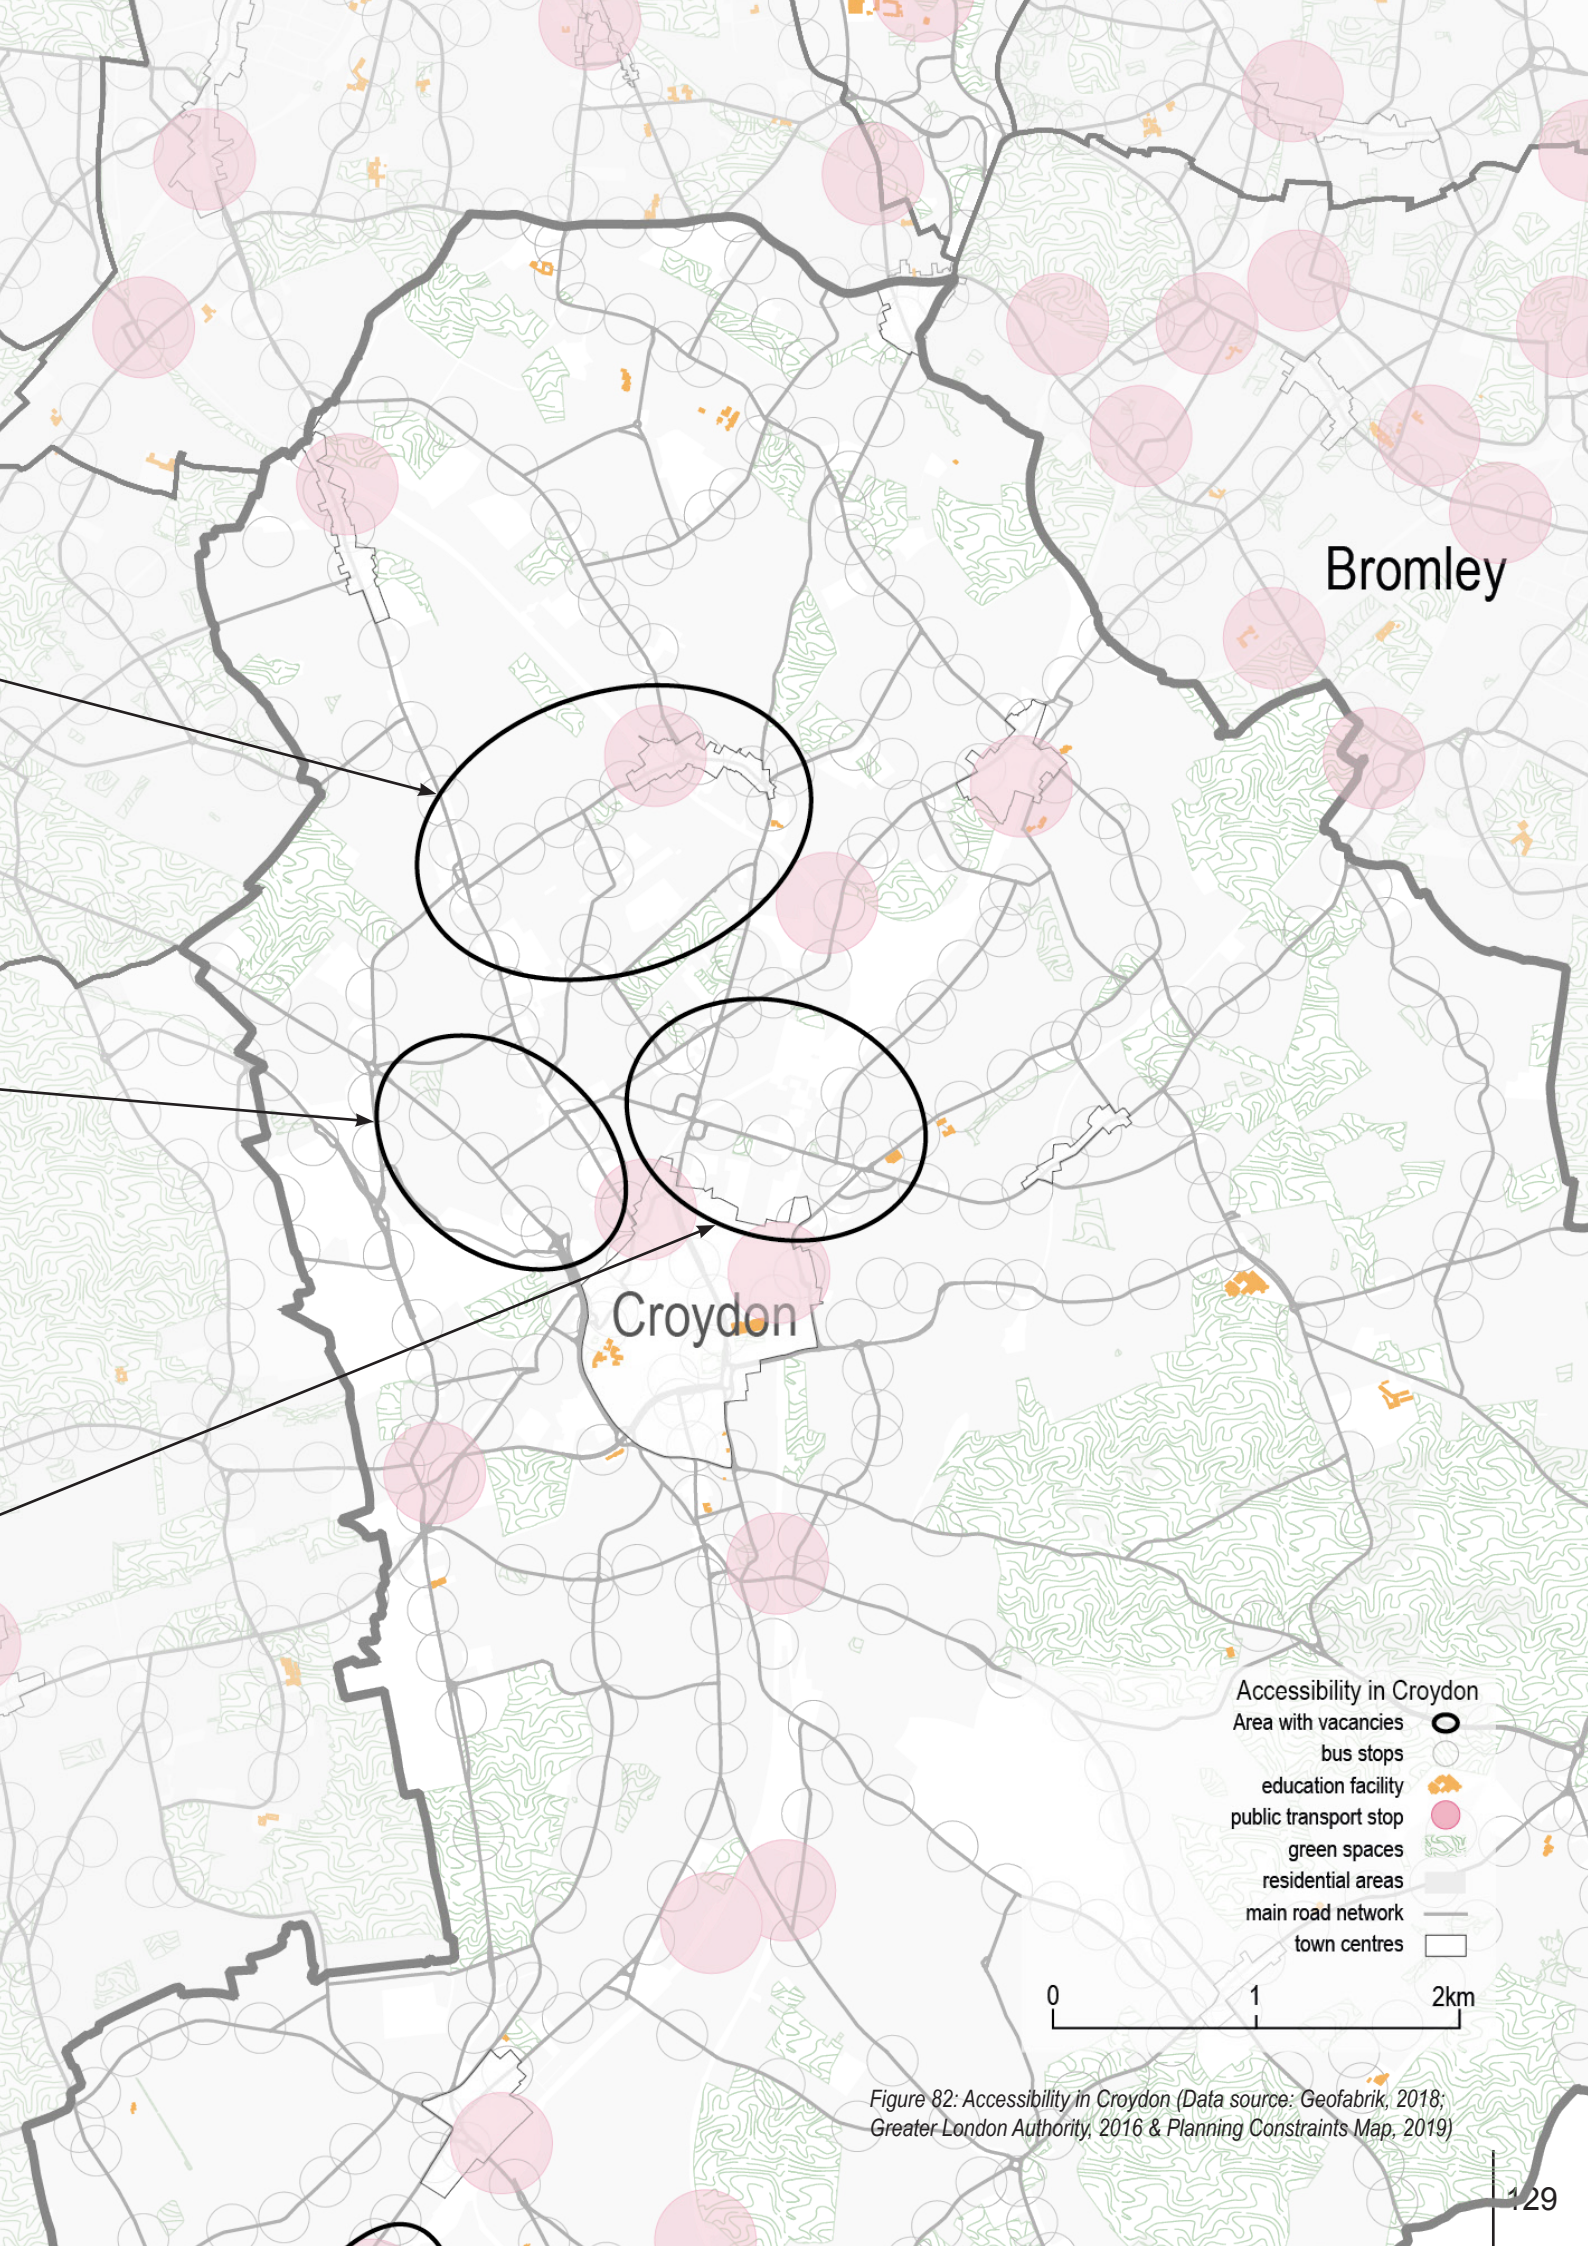 Bromley
Croydon
Accessibility in Croydon
Area with vacancies
bus stops
education facility
public transport stop
green spaces
residential areas
main road network
town centres
0 1 2km
Figure 82: Accessibility in Croydon (Data source: Geofabrik, 2018;
Greater London Authority, 2016 & Planning Constraints Map, 2019)
129